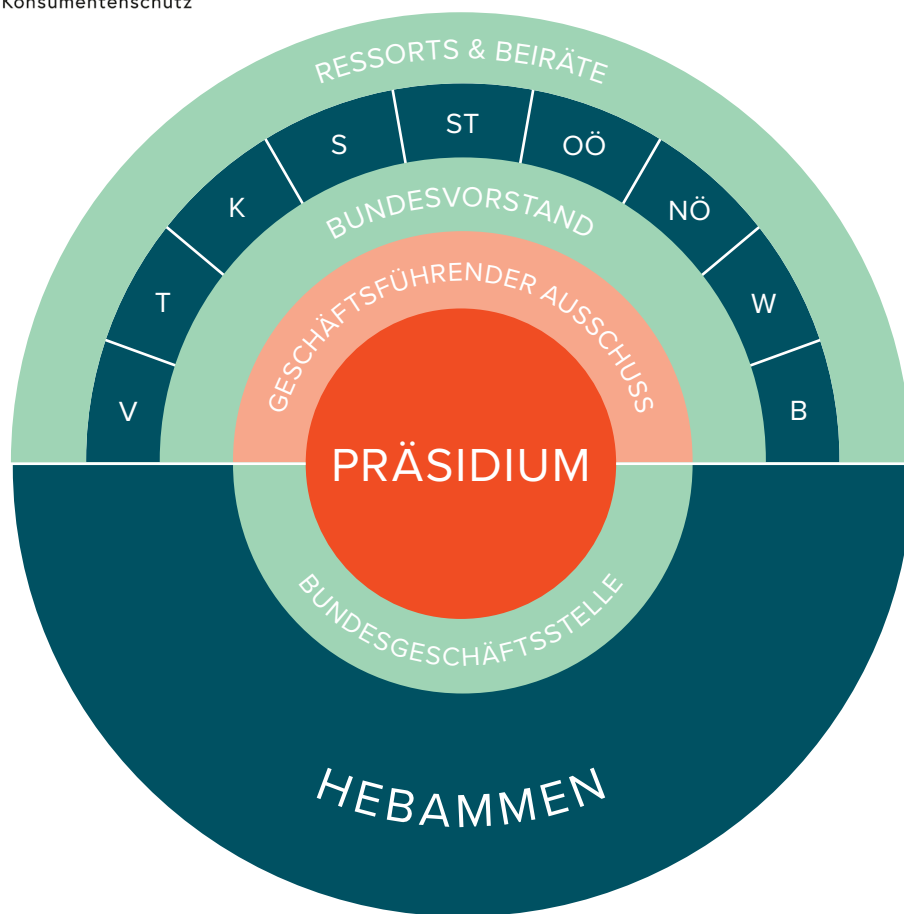 Konsumentenschutz
RESSORTS & BEIRÄTE
V
T
K
S
ST
OÖ
NÖ
W
B
BUNDESVORSTAND
GESCHÄFTSFÜHRENDER AUSSCHUSS
PRÄSIDIUM
BUNDESGESCHÄFTSSTELLE
HEBAMMEN